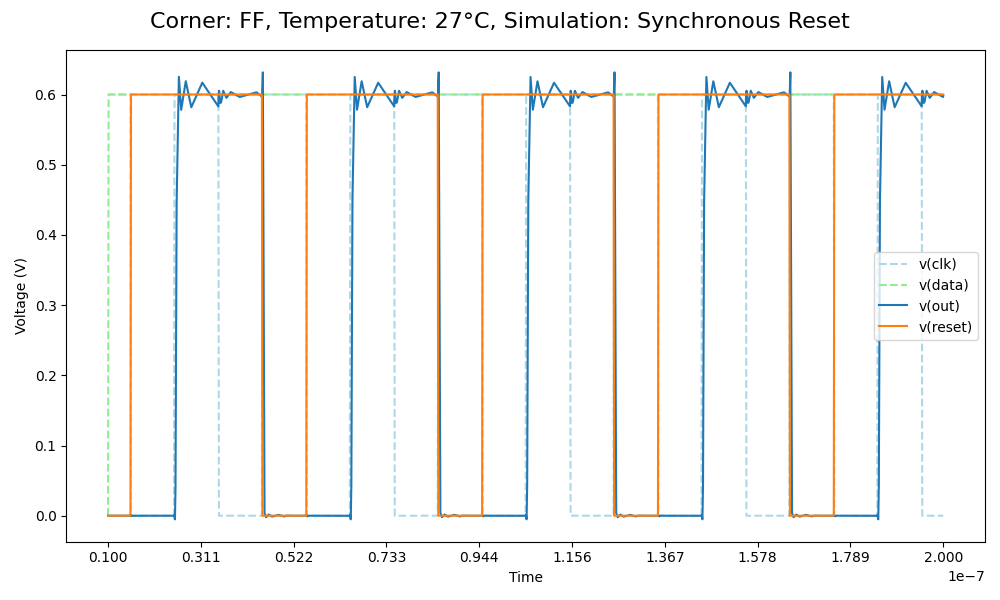 Corner: FF, Temperature: 27°C, Simulation: Synchronous Reset
Voltage (V)
0.6
0.5
0.4
0.3
0.2
0.1
0.0
v(clk)
v(data)
v(out)
v(reset)
0.100 0.311 0.522 0.733 0.944 1.156 1.367 1.578 1.789 2.000
Time
1e−7